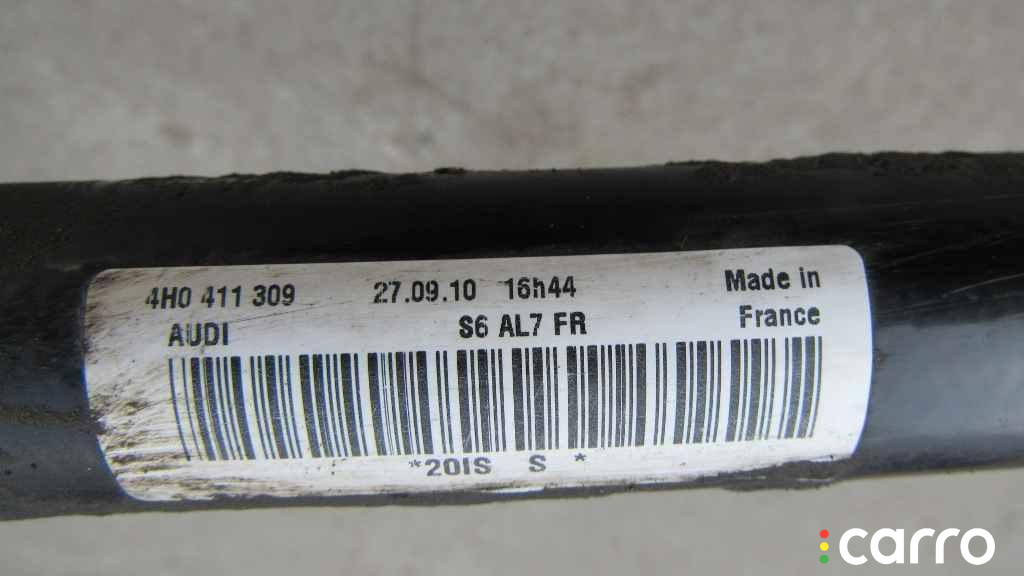 4H0 411 309 27.09.10 16h44 Made in
AUDI S6 AL7 FR France
*20IS S *
carro